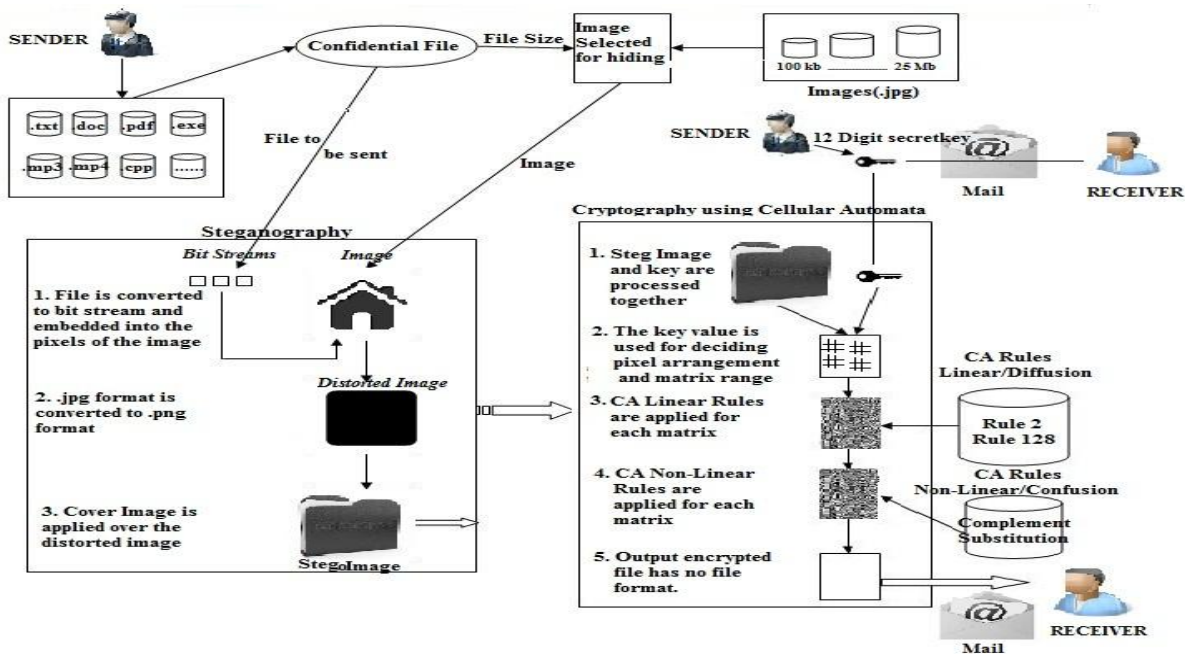 SENDER
Confidential File
File Size
Image
Selected
for hiding
100 kb
25 Mb
Images(.jpg)
.txt .doc .pdf .exe
.mp3 .mp4 .cpp ......
File to
be sent
Image
SENDER
12 Digit secretkey
Mail
RECEIVER
Steganography
Bit Streams
Image
1. File is converted
to bit stream and
embedded into the
pixels of the image
Distorted Image
2. .jpg format is
converted to .png
format
3. Cover Image is
applied over the
distorted image
Stego Image
Cryptography using Cellular Automata
1. Steg Image
and key are
processed
together
2. The key value is
used for deciding
pixel arrangement
and matrix range
3. CA Linear Rules
are applied for
each matrix
4. CA Non-Linear
Rules are
applied for each
matrix
5. Output encrypted
file has no file
format.
CA Rules
Linear/Diffusion
Rule 2
Rule 128
CA Rules
Non-Linear/Confusion
Complement
Substitution
Mail
RECEIVER